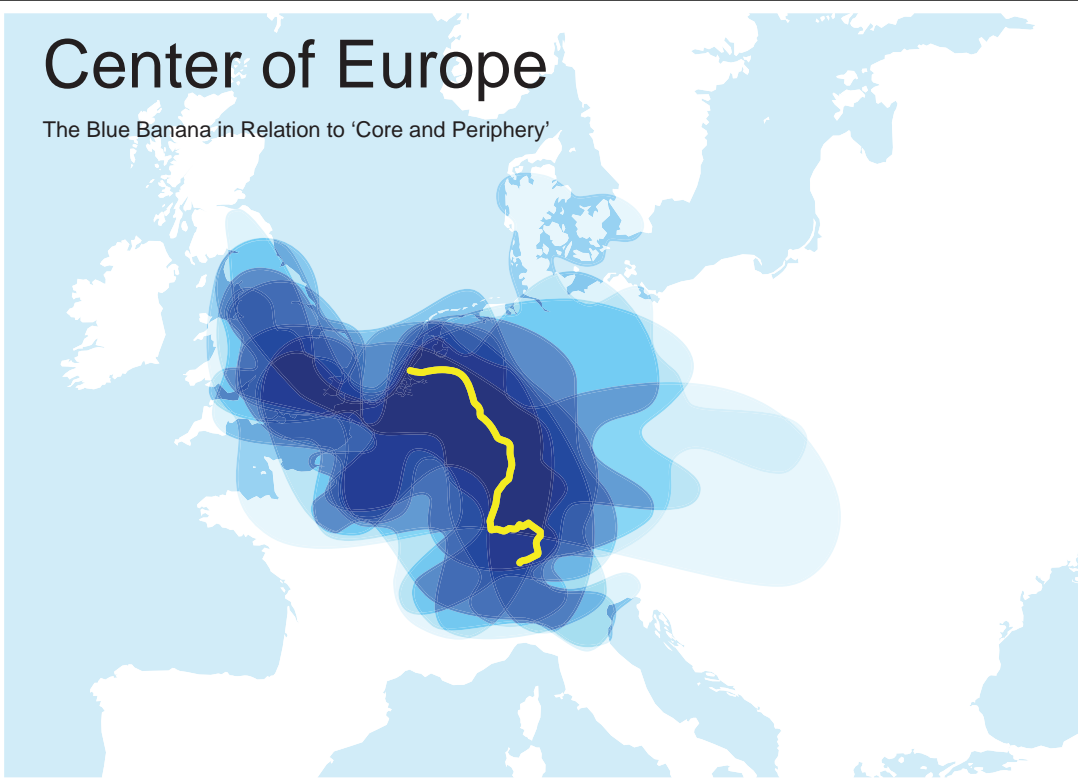 Center of Europe
The Blue Banana in Relation to ‘Core and Periphery’